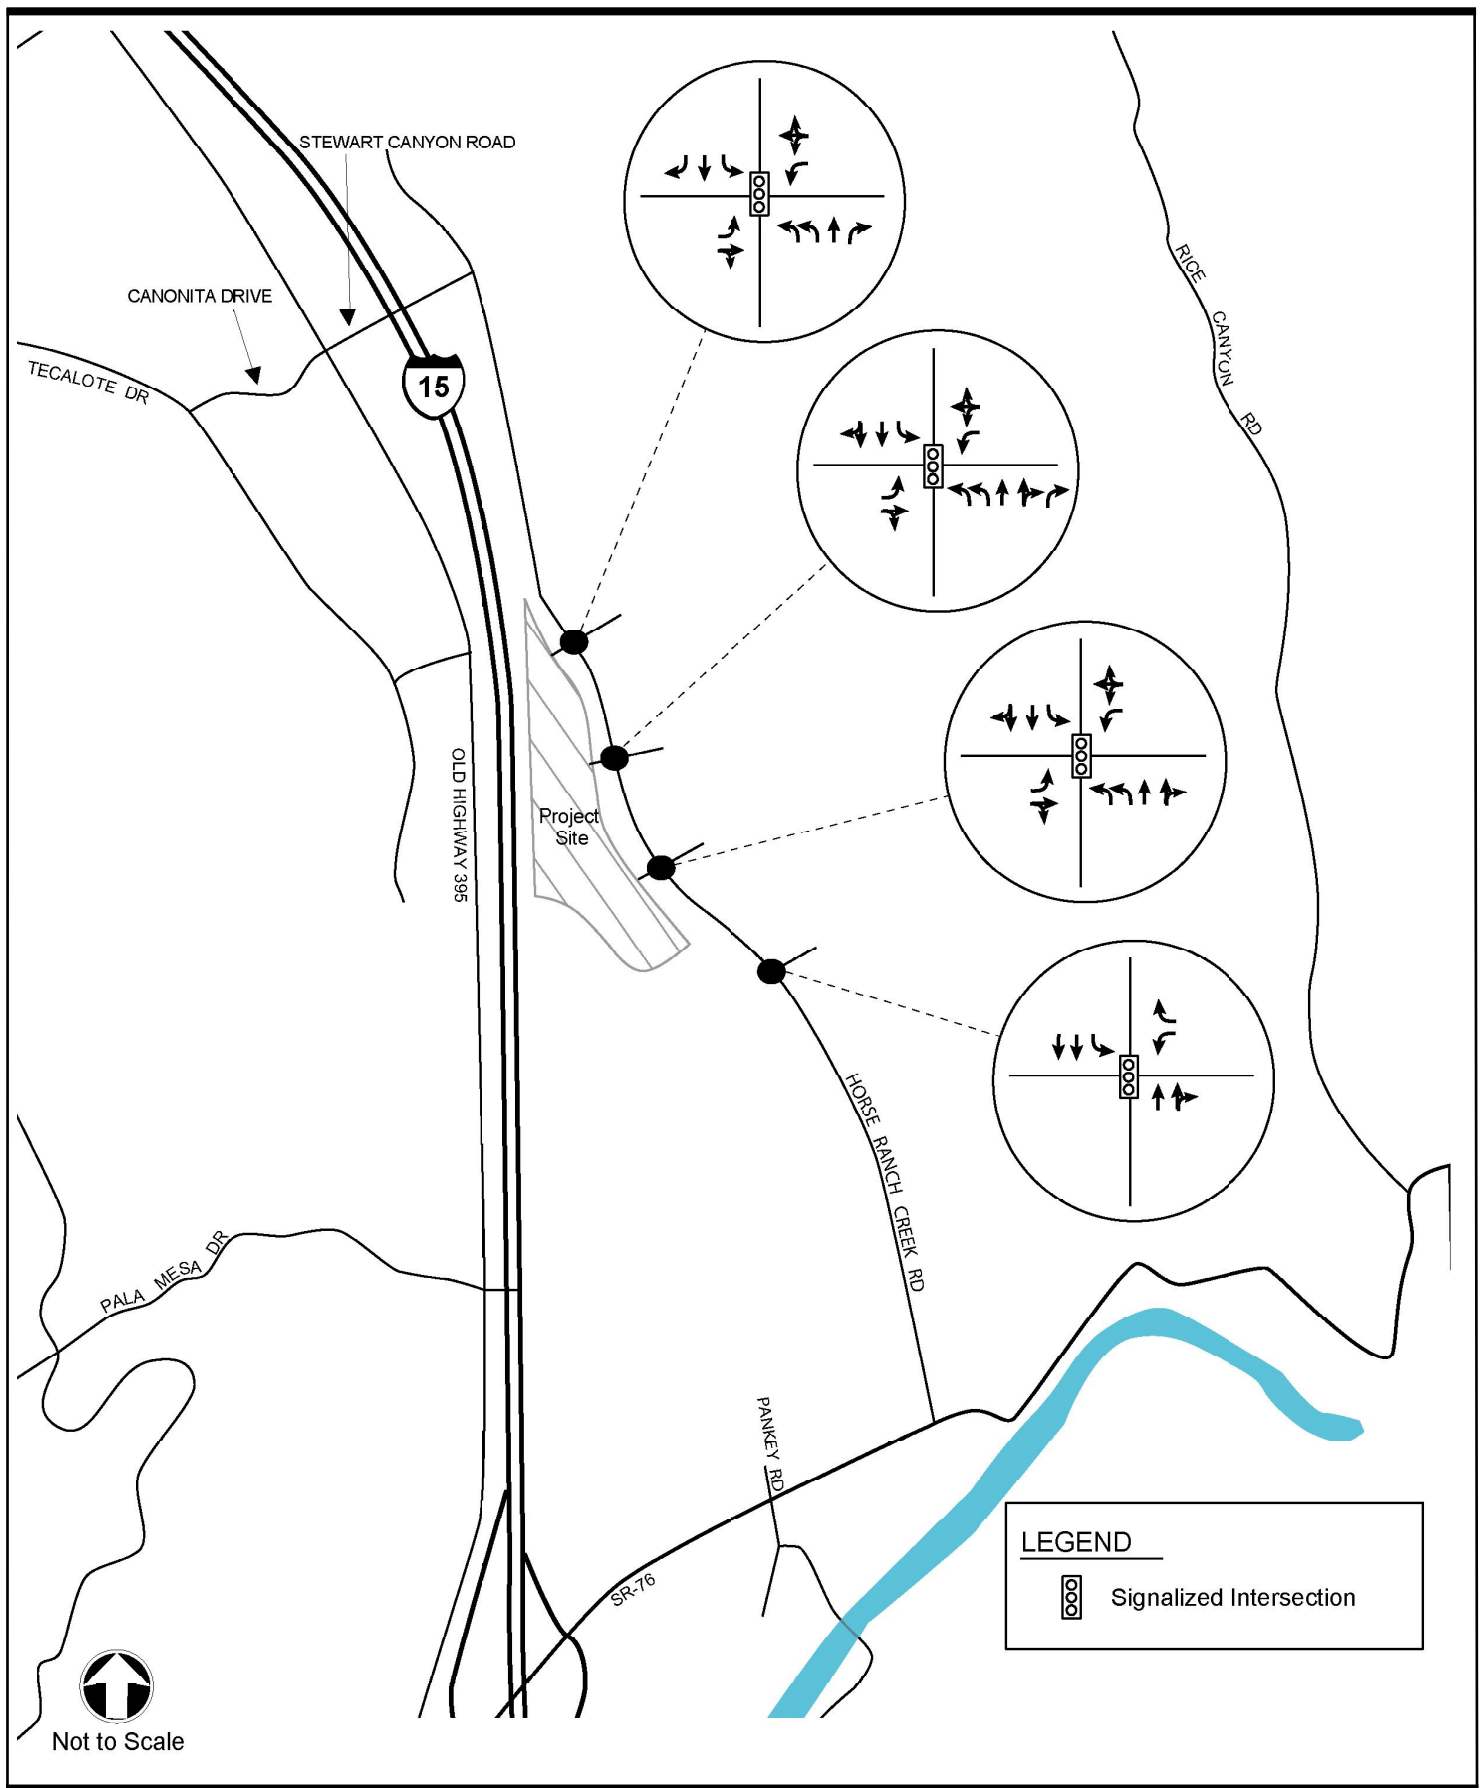 STEWART CANYON ROAD
CANONITA DRIVE
TECALOTE DR
15
RICE CANYON RD
OLD HIGHWAY 395
Project
Site
HORSE RANCH CREEK RD
PALA MESA DR
PANKEY RD
SR-76
LEGEND
Signalized Intersection
Not to Scale